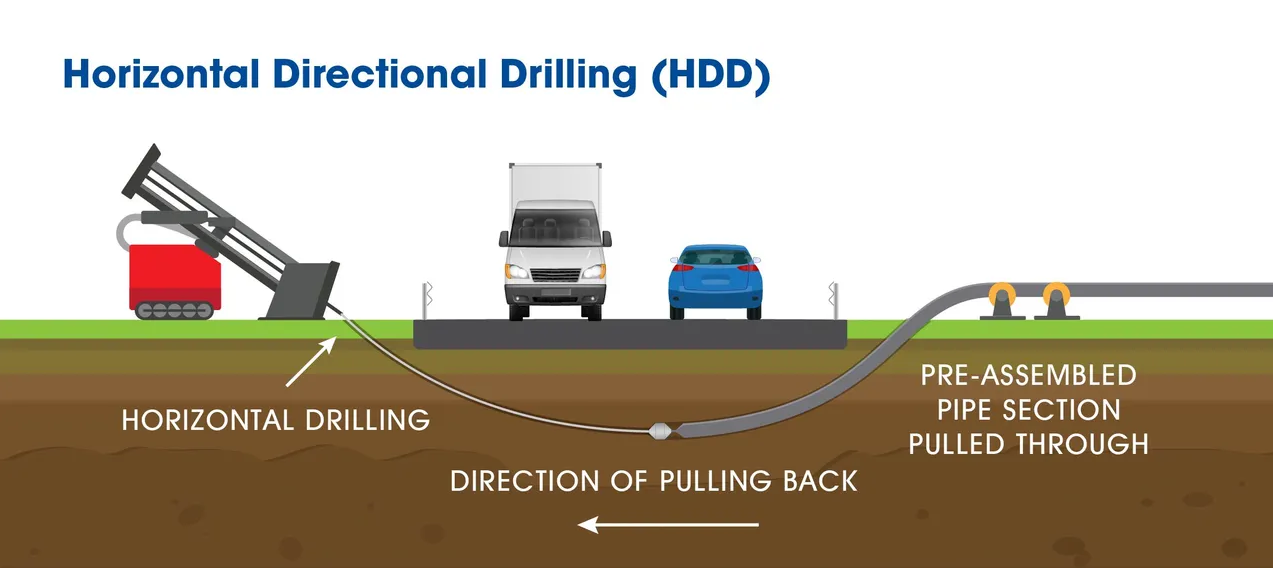 Horizontal Directional Drilling (HDD)
HORIZONTAL DRILLING
PRE-ASSEMBLED
PIPE SECTION
PULLED THROUGH
DIRECTION OF PULLING BACK